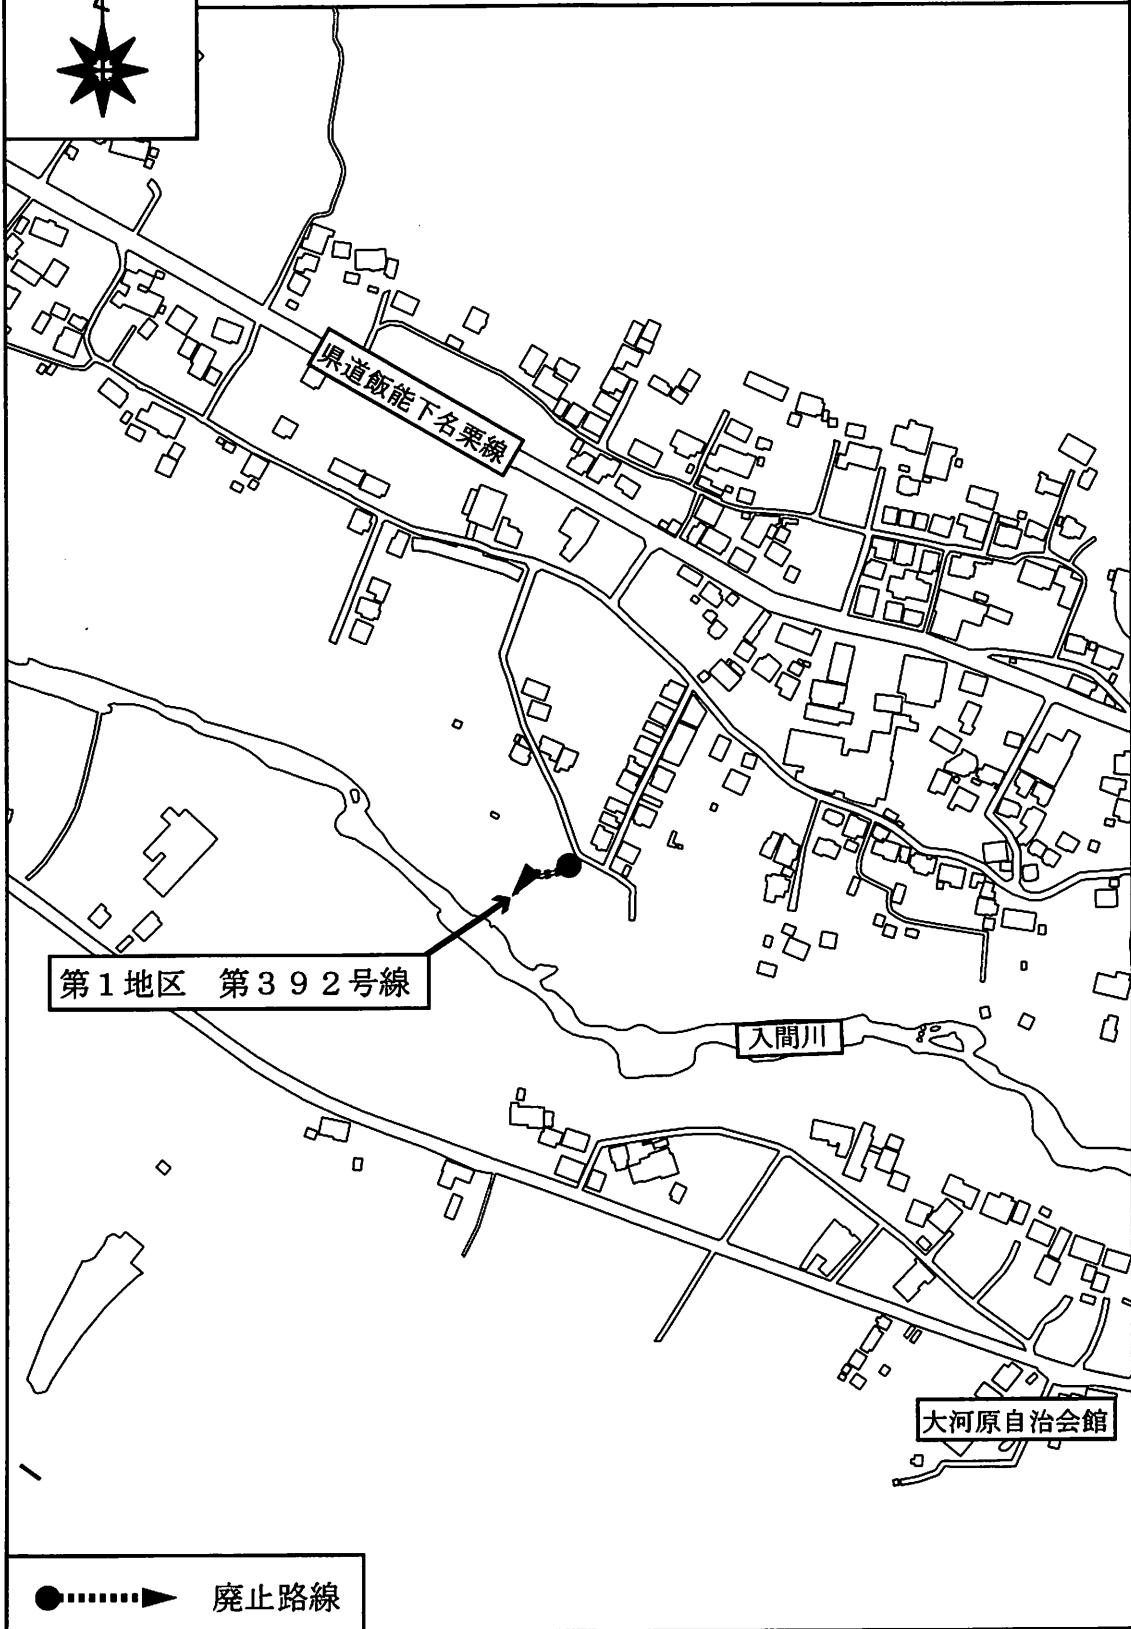 県道飯能下名栗線
第1地区　第３９２号線
入間川
大河原自治会館
廃止路線